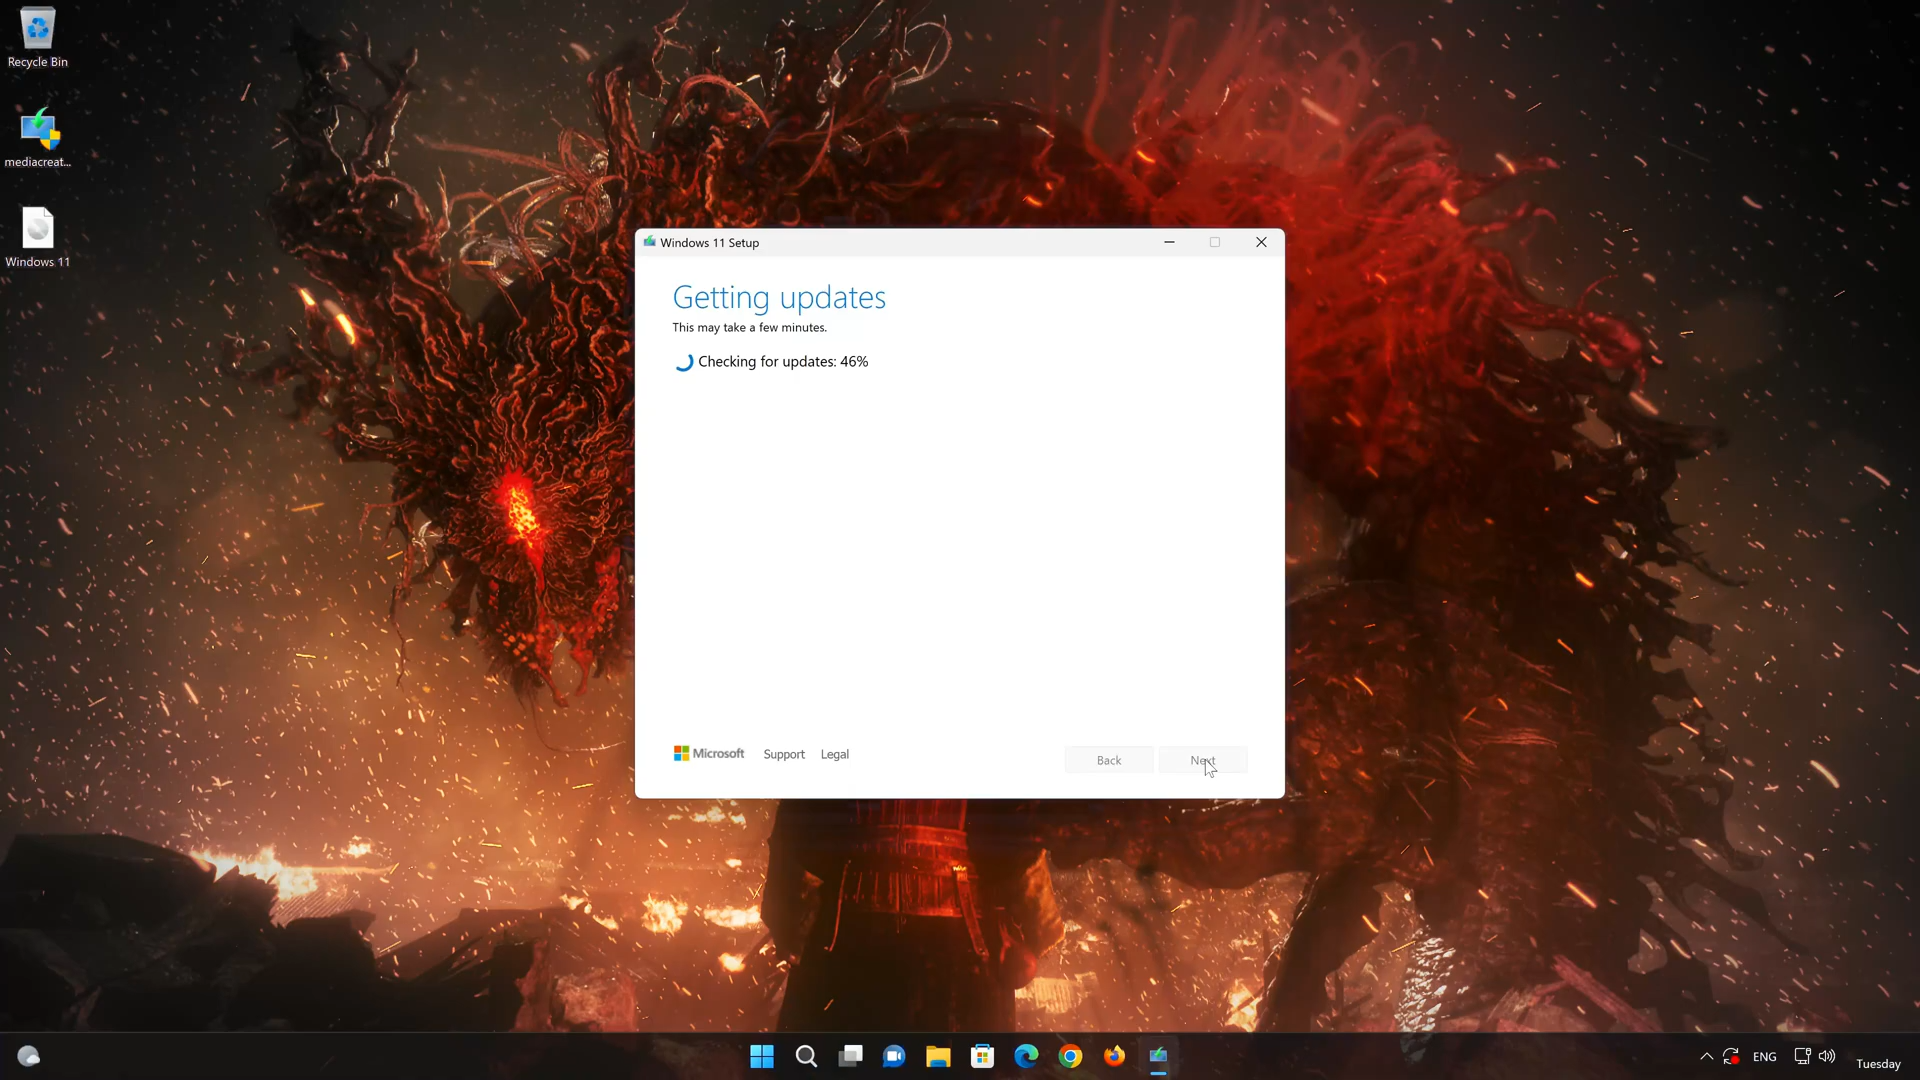 Recycle Bin
mediacreat...
Windows 11
Windows 11 Setup
Getting updates
This may take a few minutes.
Checking for updates: 46%
Microsoft Support Legal
Back Next
ENG
Tuesday